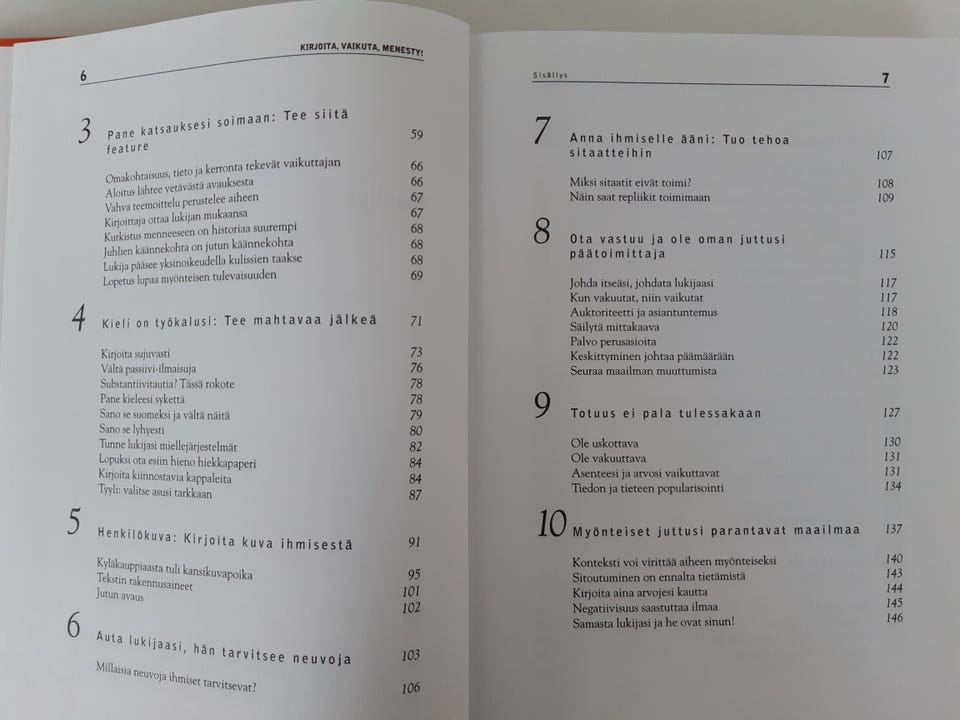 6
KIRJOITA, VAIKUTA, MENESTY!
3 Pane katsauksesi soimaan: Tee siitä
feature 59
Omakohtaisuus, tieto ja kerronta tekevät vaikuttajan 66
Aloitus lähtee vetävästä avauksesta 66
Vahva teemoittelu perustelee aiheen 67
Kirjoittaja ottaa lukijan mukaansa 67
Kurkistus menneeseen on historiaa suurempi 68
Juhlien käännekohta on jutun käännekohta 68
Lukija pääsee yksinoikeudella kulissien taakse 68
Lopetus lupaa myönteisen tulevaisuuden 69
4 Kieli on työkalusi: Tee mahtavaa jälkeä 71
Kirjoita sujuvasti 73
Vältä passiivi-ilmaisuja 76
Substantiivitautia? Tässä rokote 78
Pane kieleesi sykettä 78
Sano se suomeksi ja vältä näitä 79
Sano se lyhyesti 80
Tunne lukijasi miellejärjestelmät 82
Lopuksi ota esiin hieno hiekkapaperi 84
Kirjoita kiinnostavia kappaleita 84
Tyyli: valitse asusi tarkkaan 87
5 Henkilökuva: Kirjoita kuva ihmisestä 91
Kyläkauppiaasta tuli kansikuvapoika 95
Tekstin rakennusaineet 101
Jutun avaus 102
6 Auta lukijaasi, hän tarvitsee neuvoja 103
Millaisia neuvoja ihmiset tarvitsevat? 106
Sisällys 7
7 Anna ihmiselle ääni: Tuo tehoa
sitaatteihin 107
Miksi sitaatit eivät toimi? 108
Näin saat repliikit toimimaan 109
8 Ota vastuu ja ole oman juttusi
päätoimittaja 115
Johda itseäsi, johdata lukijaasi 117
Kun vakuutat, niin vaikutat 117
Auktoriteetti ja asiantuntemus 118
Säilytä mittakaava 120
Palvo perusasioita 122
Keskittyminen johtaa päämäärään 122
Seuraa maailman muuttumista 123
9 Totuus ei pala tulessakaan 127
Ole uskottava 130
Ole vakuuttava 131
Asenteesi ja arvosi vaikuttavat 131
Tiedon ja tieteen popularisointi 134
10 Myönteiset juttusi parantavat maailmaa 137
Konteksti voi virittää aiheen myönteiseksi 140
Sitoutuminen on ennalta tietämistä 143
Kirjoita aina arvojesi kautta 144
Negatiivisuus saastuttaa ilmaa 145
Samasta lukijasi ja he ovat sinun! 146